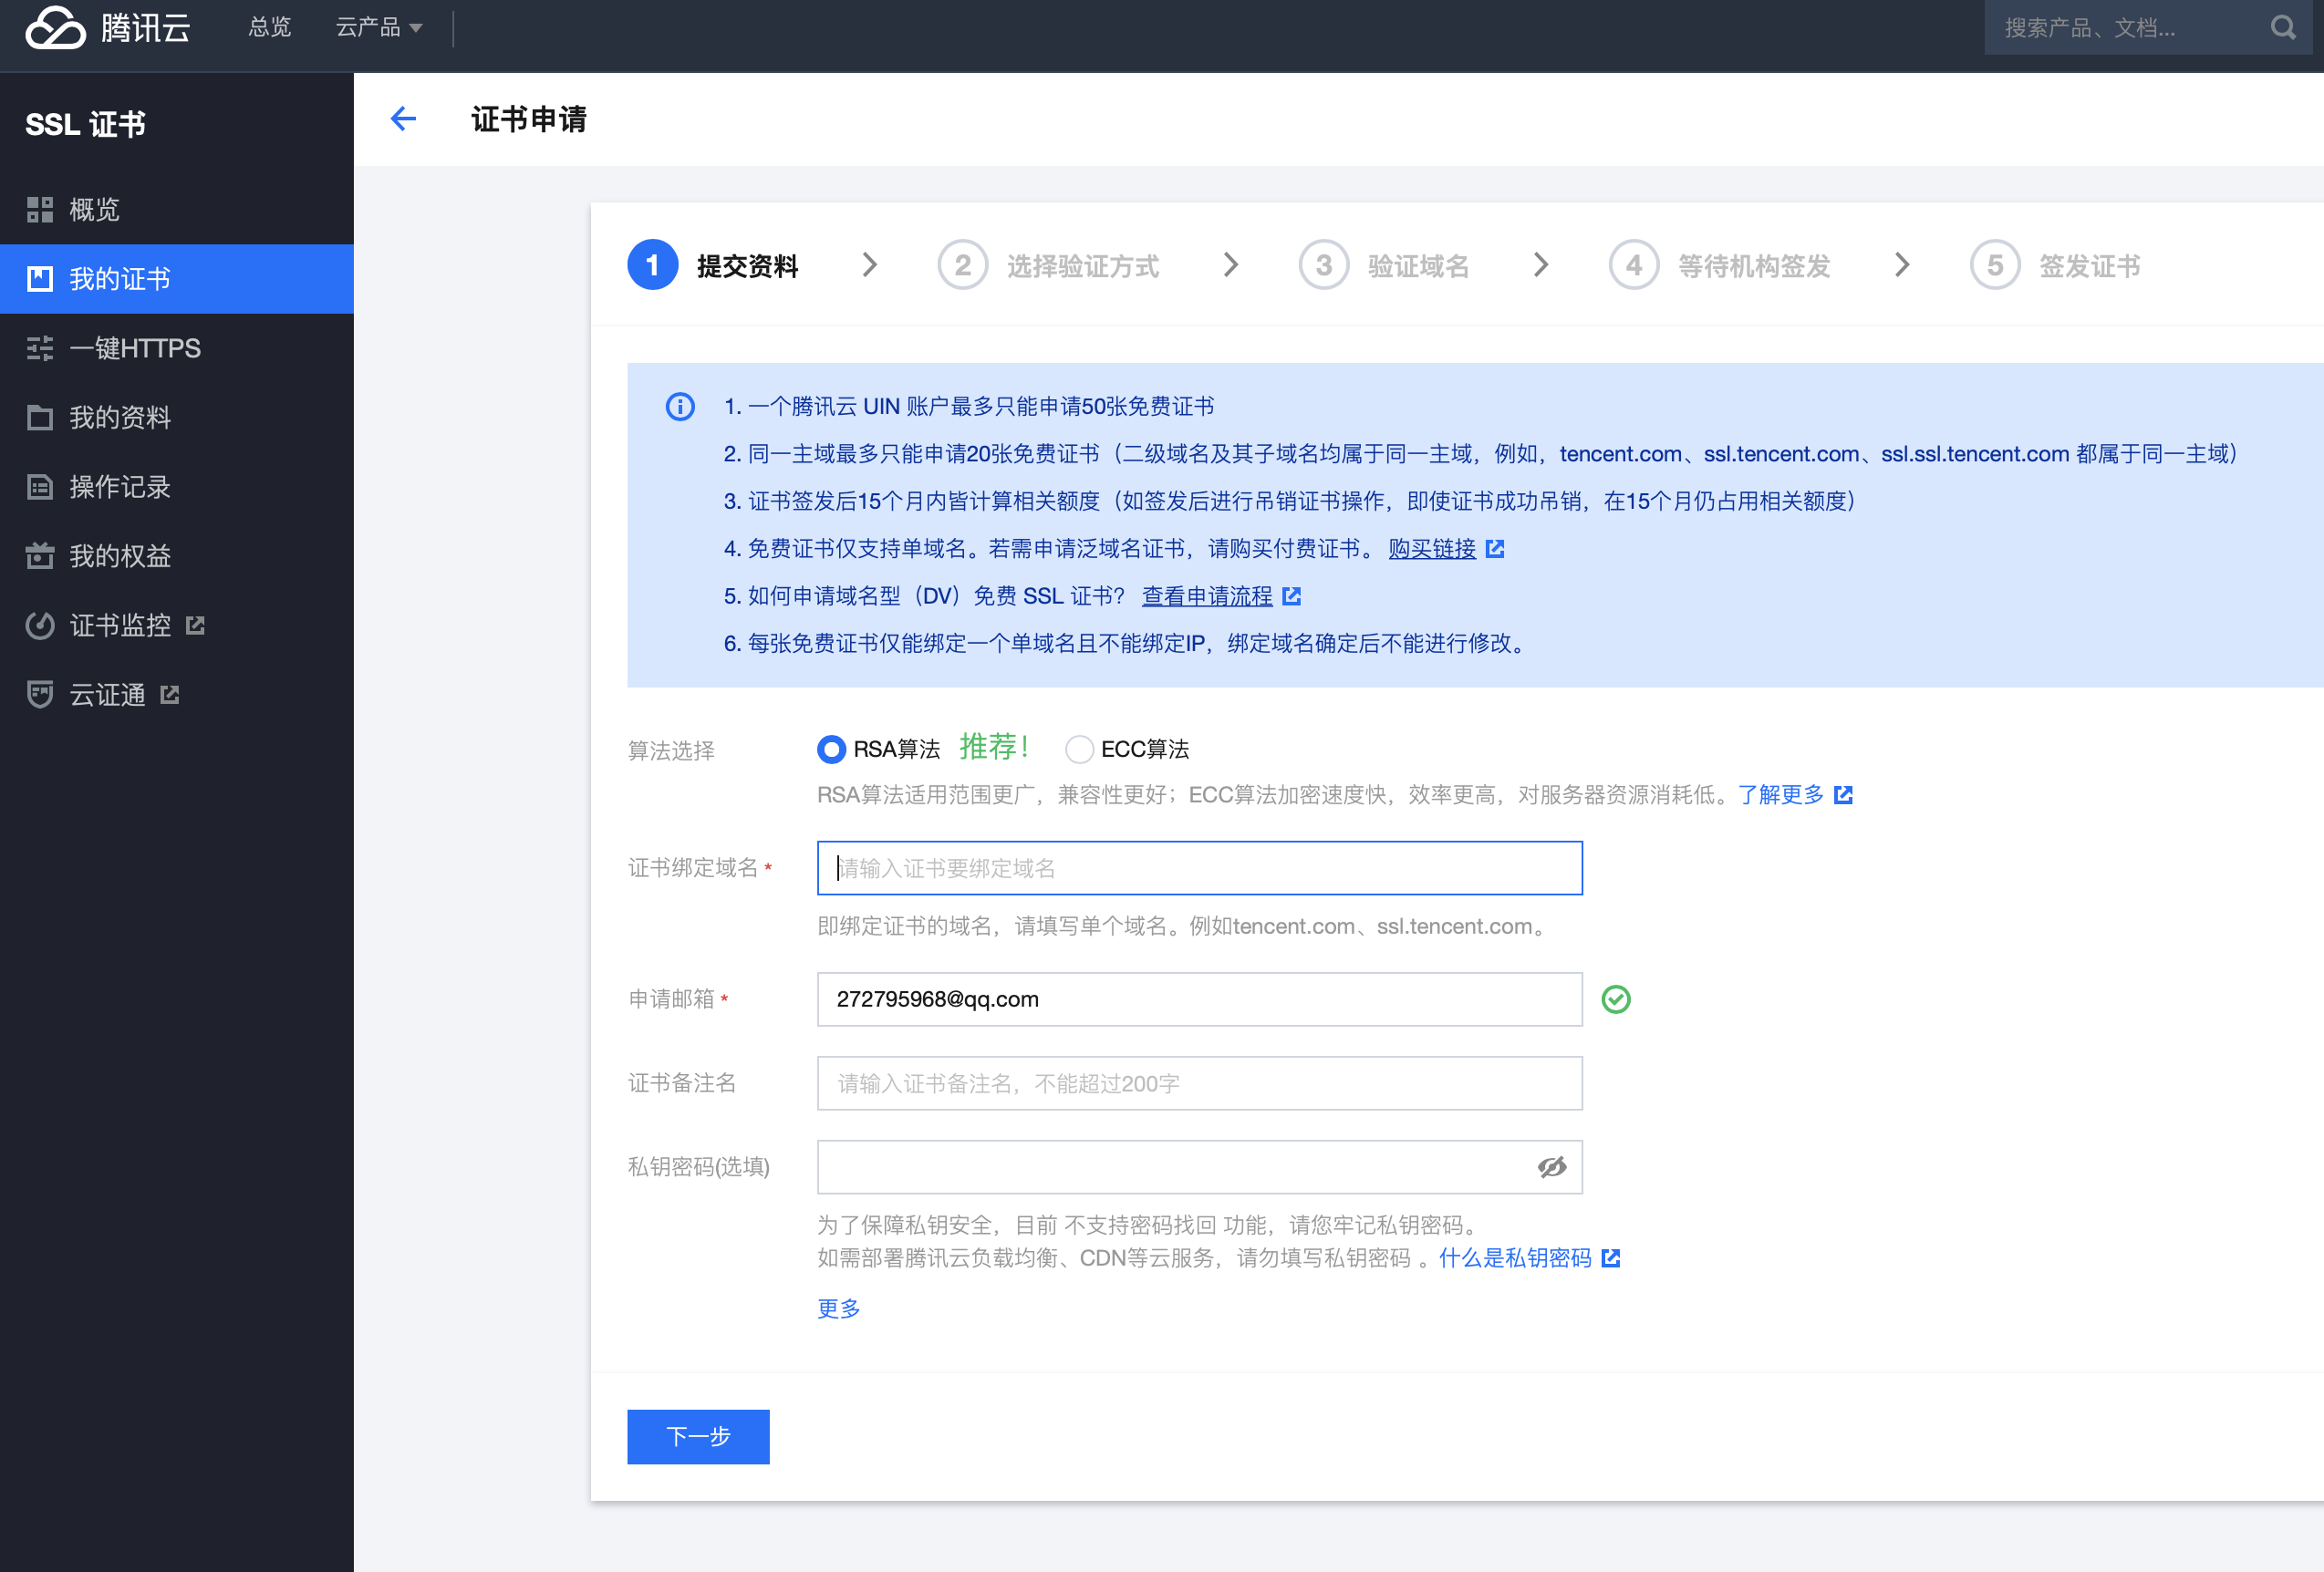 腾讯云
总览
云产品
搜索产品、文档...
SSL 证书
概览
我的证书
一键HTTPS
我的资料
操作记录
我的权益
证书监控
云证通
证书申请
1 提交资料
2 选择验证方式
3 验证域名
4 等待机构签发
5 签发证书
1. 一个腾讯云 UIN 账户最多只能申请50张免费证书
2. 同一主域最多只能申请20张免费证书（二级域名及其子域名均属于同一主域，例如，tencent.com、ssl.tencent.com、ssl.ssl.tencent.com 都属于同一主域）
3. 证书签发后15个月内皆计算相关额度（如签发后进行吊销证书操作，即使证书成功吊销，在15个月仍占用相关额度）
4. 免费证书仅支持单域名。若需申请泛域名证书，请购买付费证书。 购买链接
5. 如何申请域名型（DV）免费 SSL 证书？ 查看申请流程
6. 每张免费证书仅能绑定一个单域名且不能绑定IP，绑定域名确定后不能进行修改。
算法选择
RSA算法 推荐！ ECC算法
RSA算法适用范围更广，兼容性更好；ECC算法加密速度快，效率更高，对服务器资源消耗低。了解更多
证书绑定域名 *
请输入证书要绑定域名
即绑定证书的域名，请填写单个域名。例如tencent.com、ssl.tencent.com。
申请邮箱 *
272795968@qq.com
证书备注名
请输入证书备注名，不能超过200字
私钥密码(选填)
为了保障私钥安全，目前 不支持密码找回 功能，请您牢记私钥密码。
如需部署腾讯云负载均衡、CDN等云服务，请勿填写私钥密码 。什么是私钥密码
更多
下一步